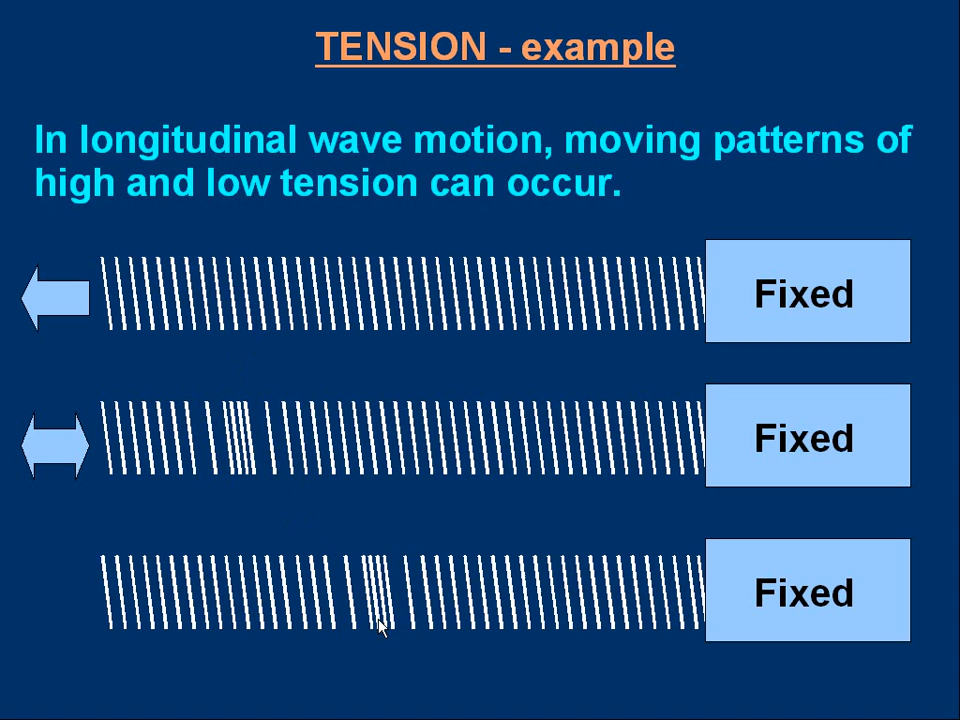 TENSION - example
In longitudinal wave motion, moving patterns of
high and low tension can occur.
Fixed
Fixed
Fixed